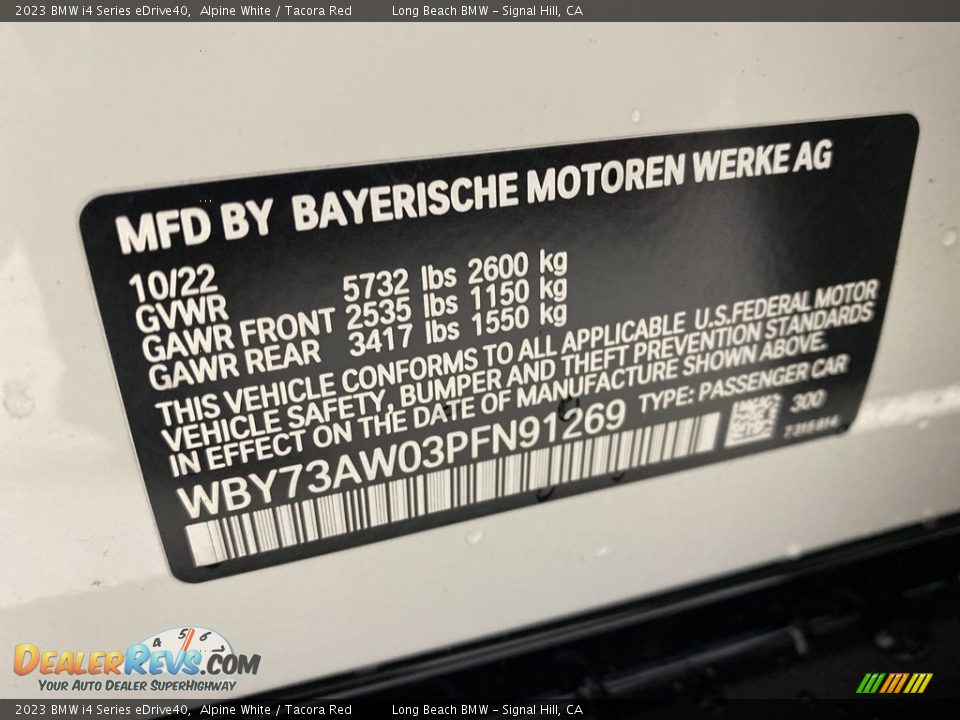 2023 BMW i4 Series eDrive40, Alpine White / Tacora Red Long Beach BMW - Signal Hill, CA
MFD BY BAYERISCHE MOTOREN WERKE AG
10/22
GVWR 5732 lbs 2600 kg
GAWR FRONT 2535 lbs 1150 kg
GAWR REAR 3417 lbs 1550 kg
THIS VEHICLE CONFORMS TO ALL APPLICABLE U.S.FEDERAL MOTOR
VEHICLE SAFETY, BUMPER AND THEFT PREVENTION STANDARDS
IN EFFECT ON THE DATE OF MANUFACTURE SHOWN ABOVE.
WBY73AW03PFN91269 TYPE: PASSENGER CAR
300
4 5 6
DEALERREVS.COM
YOUR AUTO DEALER SUPERHIGHWAY
2023 BMW i4 Series eDrive40, Alpine White / Tacora Red Long Beach BMW - Signal Hill, CA